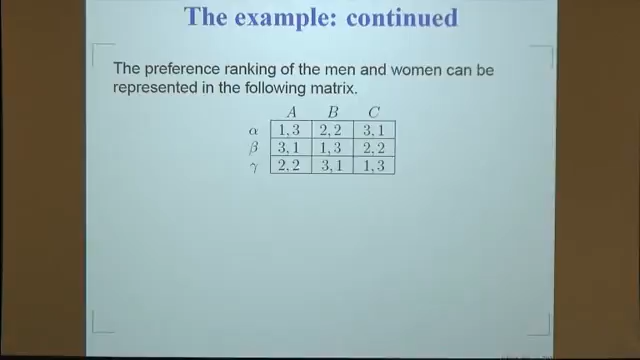 The example: continued
The preference ranking of the men and women can be
represented in the following matrix.
A B C
α 1, 3 2, 2 3, 1
β 3, 1 1, 3 2, 2
γ 2, 2 3, 1 1, 3